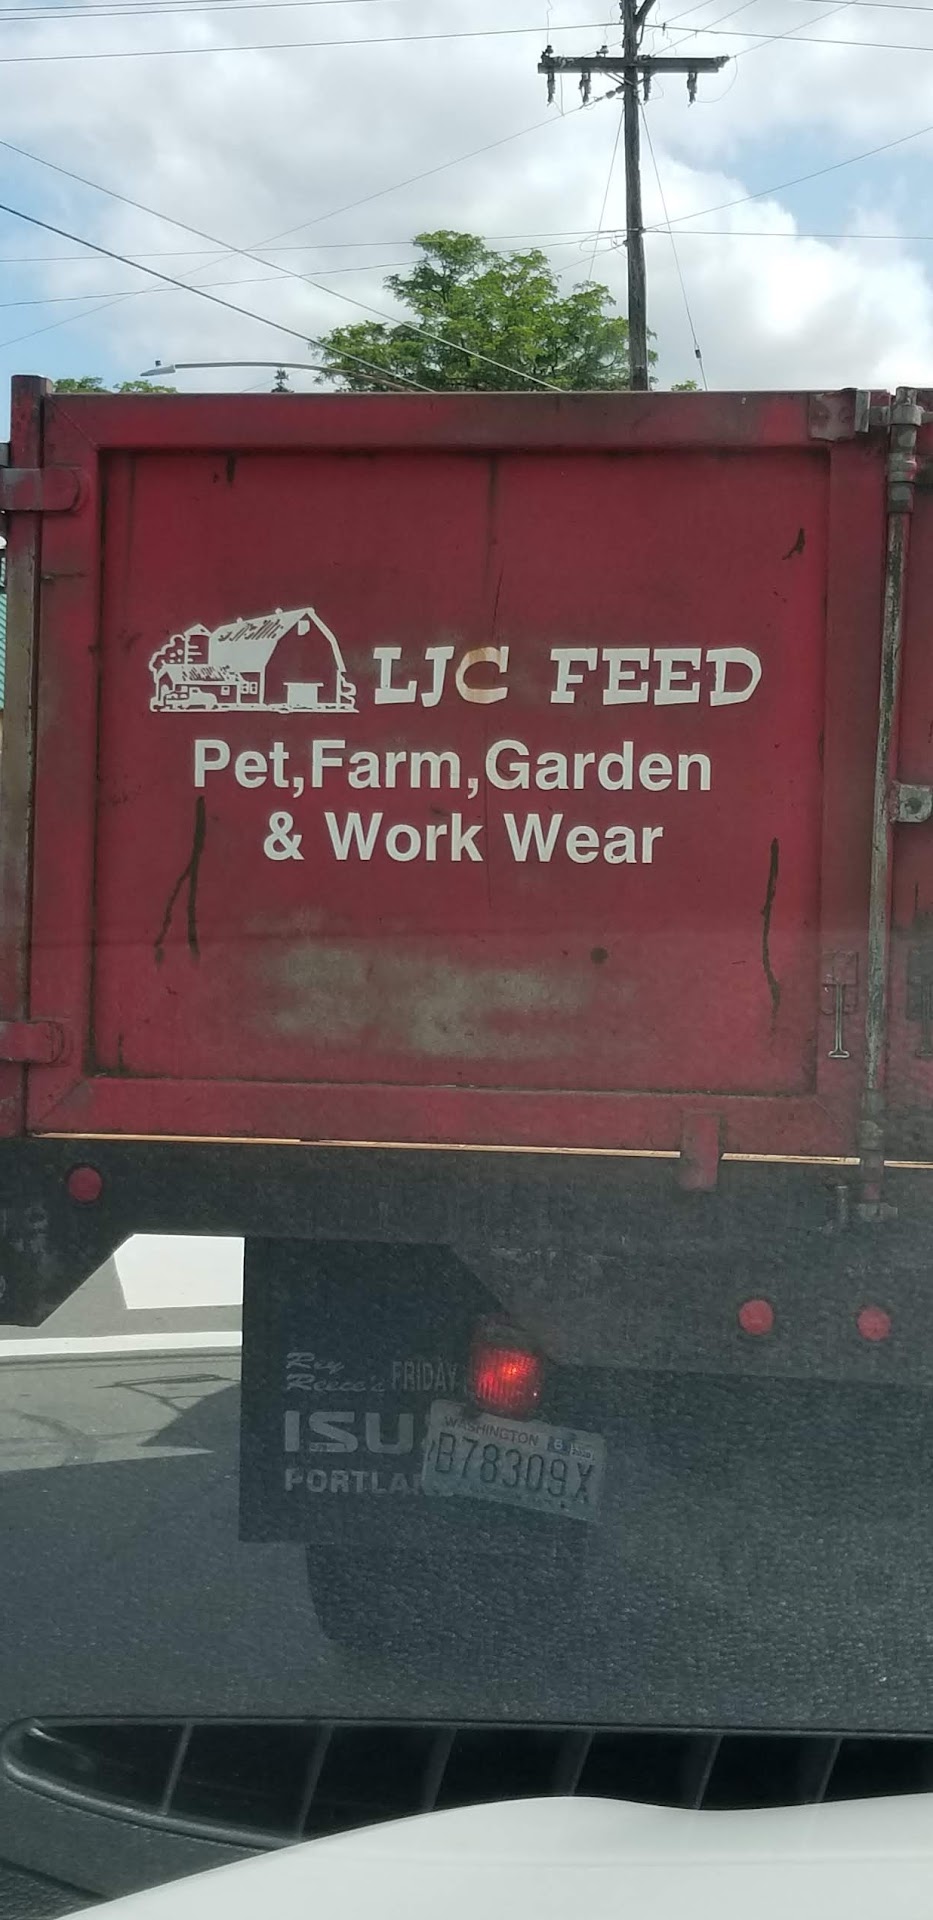 LJC FEED
Pet, Farm, Garden
& Work Wear
FRIDAY
ISU
PORTLA
WASHINGTON
B78309X